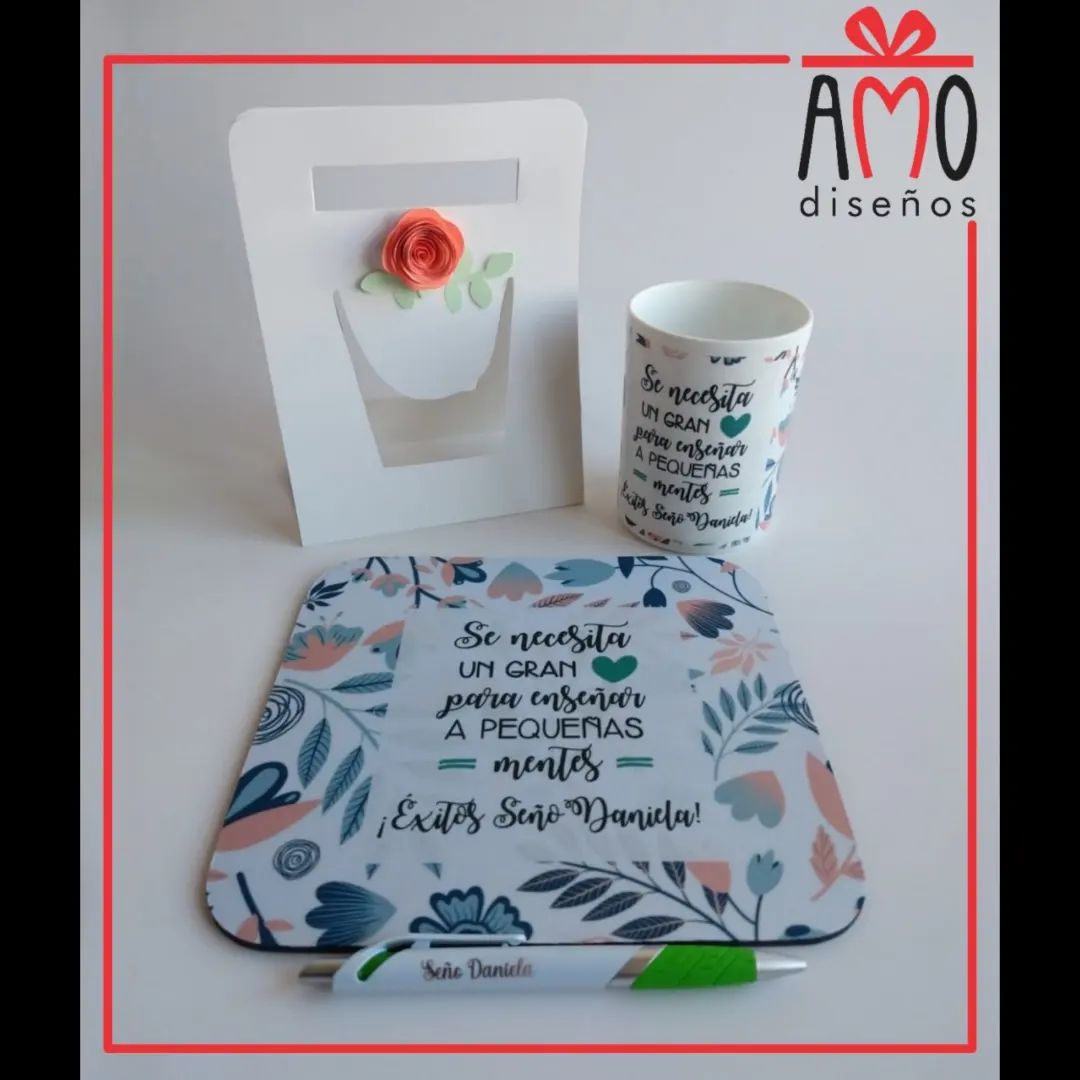 AMO
diseños
Se necesita
UN GRAN
para enseñar
A PEQUEÑAS
mentes
Éxitos Seño Daniela!
Se necesita
UN GRAN
para enseñar
A PEQUEÑAS
mentes
¡Éxitos Seño Daniela!
Seño Daniela